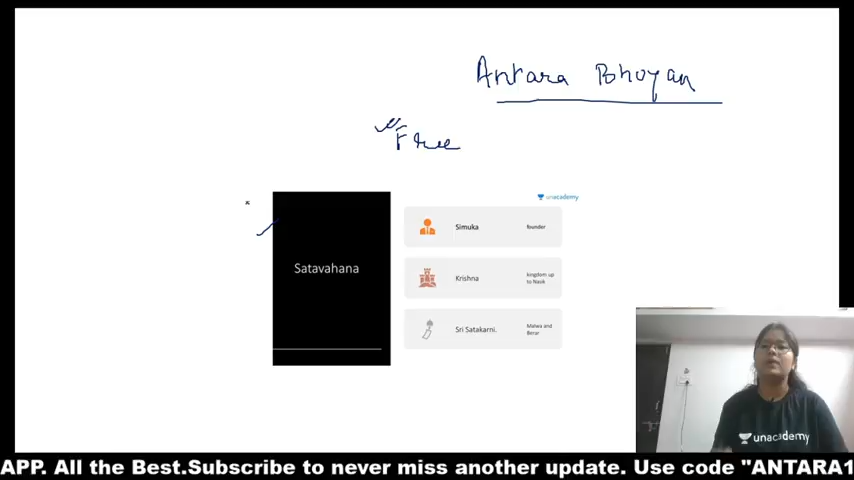 Antara Bhuyan
Free
unacademy
Satavahana
Simuka
founder
Krishna
kingdom up
to Nasik
Sri Satakarni.
Malwa and
Berar
unacademy
APP. All the Best.Subscribe to never miss another update. Use code "ANTARA1